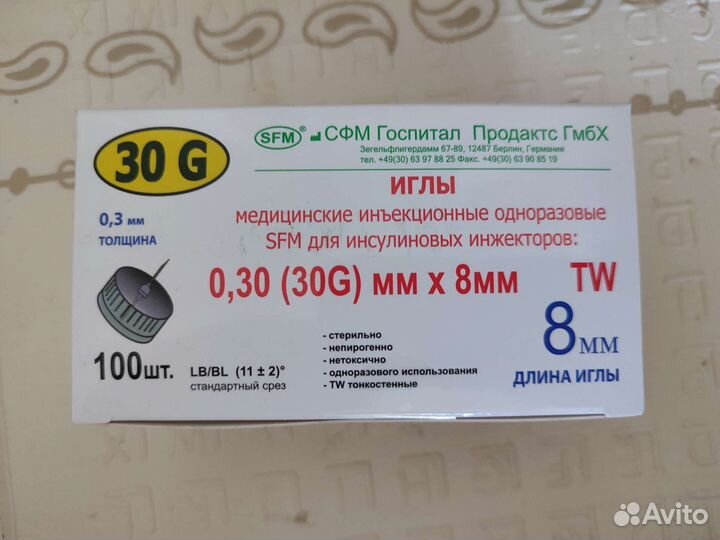 30 G
SFM® СФМ Госпитал Продактс ГмбХ
Зегельфлигердамм 67-89, 12487 Берлин, Германия
тел. +49(30) 63 97 88 25 Факс. +49(30) 63 90 85 19
ИГЛЫ
медицинские инъекционные одноразовые
SFM для инсулиновых инжекторов:
0,3 мм
ТОЛЩИНА
0,30 (30G) мм x 8мм TW
100шт.
LB/BL (11 ± 2)°
стандартный срез
- стерильно
- непирогенно
- нетоксично
- одноразового использования
- TW тонкостенные
8мм
ДЛИНА ИГЛЫ
Avito